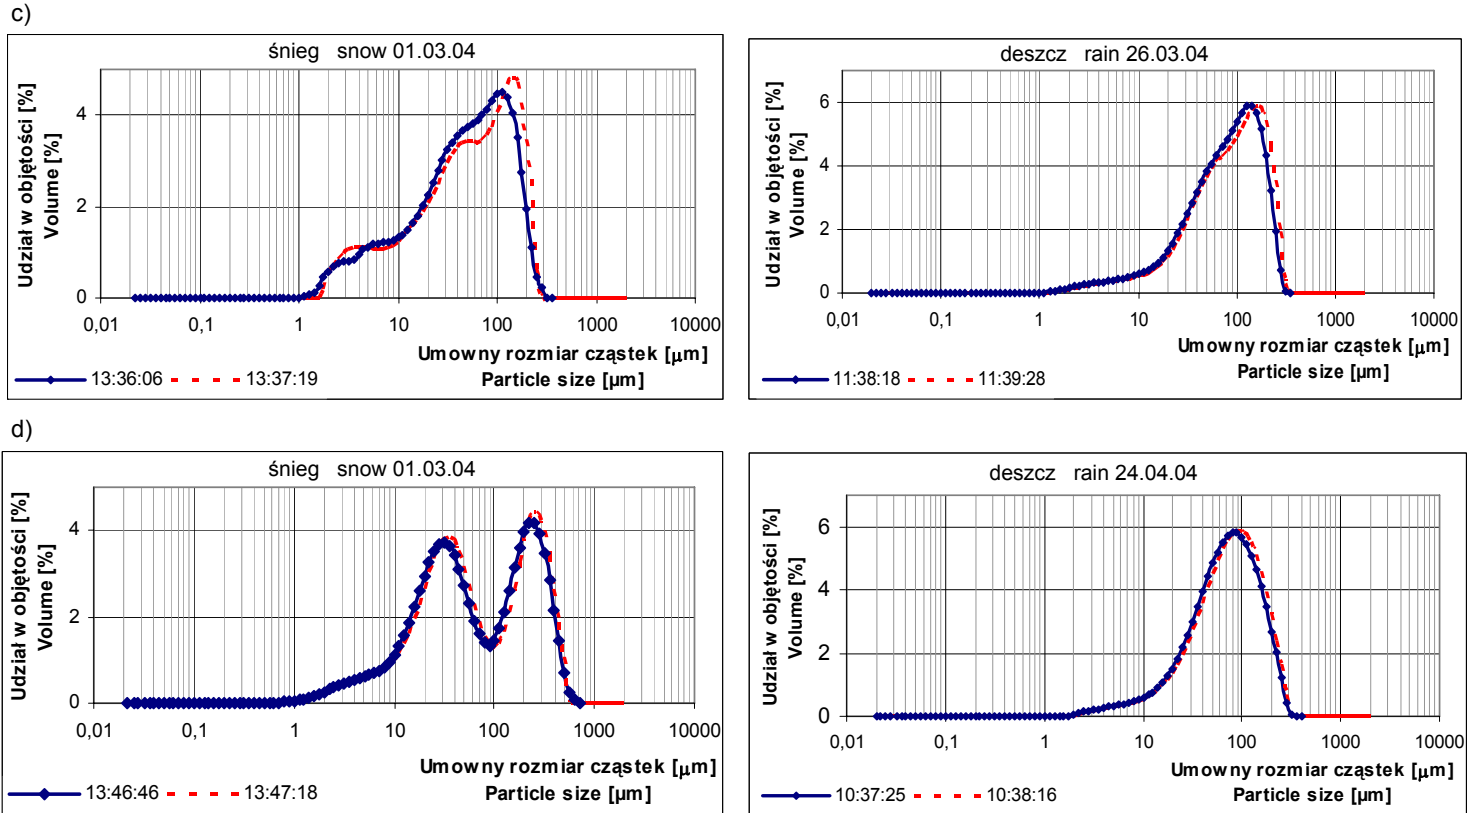 c)
śnieg   snow 01.03.04
Udział w objętości [%]
Volume [%]
4
2
0
0,01 0,1 1 10 100 1000 10000
Umowny rozmiar cząstek [μm]
Particle size [μm]
13:36:06 13:37:19
deszcz   rain 26.03.04
Udział w objętości [%]
Volume [%]
6
4
2
0
0,01 0,1 1 10 100 1000 10000
Umowny rozmiar cząstek [μm]
Particle size [μm]
11:38:18 11:39:28
d)
śnieg   snow 01.03.04
Udział w objętości [%]
Volume [%]
4
2
0
0,01 0,1 1 10 100 1000 10000
Umowny rozmiar cząstek [μm]
Particle size [μm]
13:46:46 13:47:18
deszcz   rain 24.04.04
Udział w objętości [%]
Volume [%]
6
4
2
0
0,01 0,1 1 10 100 1000 10000
Umowny rozmiar cząstek [μm]
Particle size [μm]
10:37:25 10:38:16